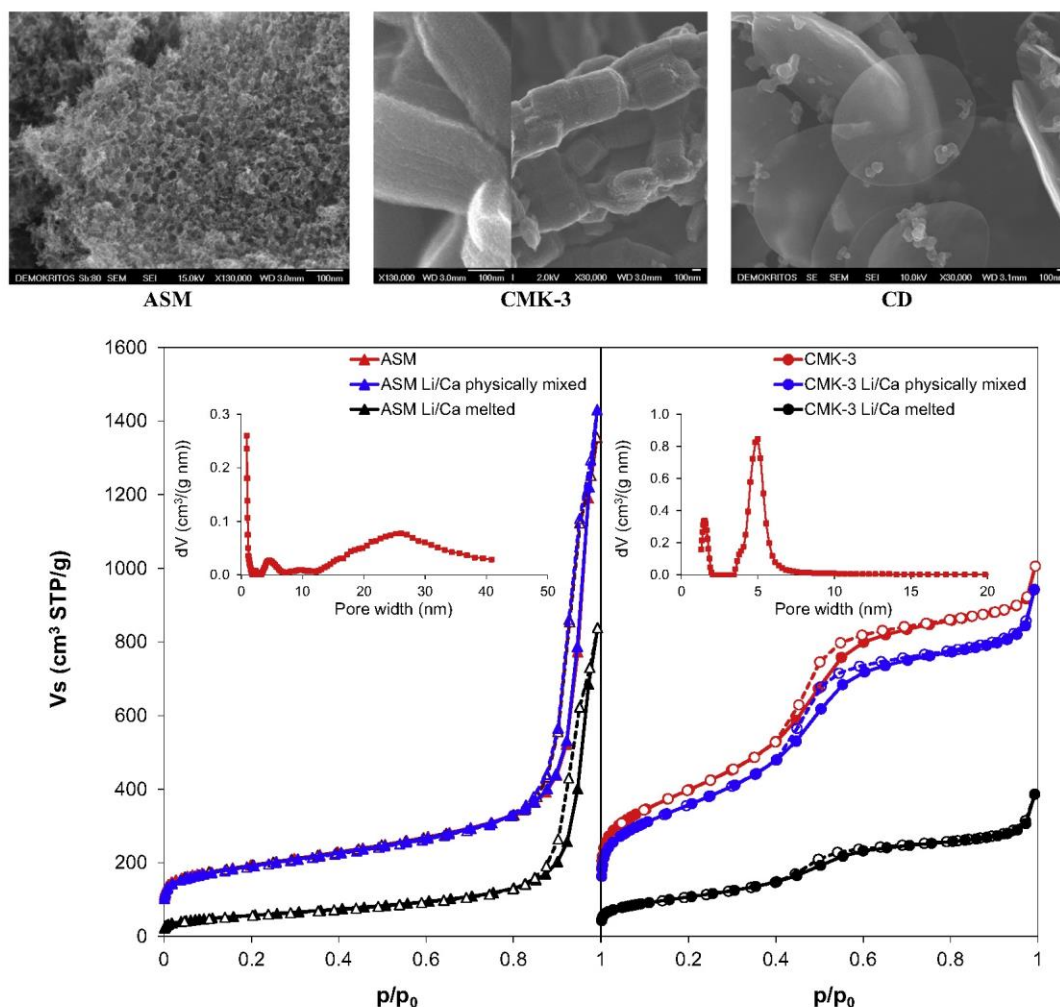 DEMOKRITOS Sb:80 SEM SEI 15.0kV X130,000 WD 3.0mm 100nm
X130,000 WD 3.0mm 100nm
2.0kV X30,000 WD 3.0mm 100nm
DEMOKRITOS SE SEM SEI 10.0kV X30,000 WD 3.1mm 100nm
ASM
CMK-3
CD
Vs (cm³ STP/g)
1600
1400
1200
1000
800
600
400
200
0
ASM
ASM Li/Ca physically mixed
ASM Li/Ca melted
dV (cm³/(g nm))
0.3
0.2
0.1
0.0
0 10 20 30 40 50
Pore width (nm)
CMK-3
CMK-3 Li/Ca physically mixed
CMK-3 Li/Ca melted
dV (cm³/(g nm))
1.0
0.8
0.6
0.4
0.2
0.0
0 5 10 15 20
Pore width (nm)
0 0.2 0.4 0.6 0.8 1 0.2 0.4 0.6 0.8 1
p/p₀
p/p₀